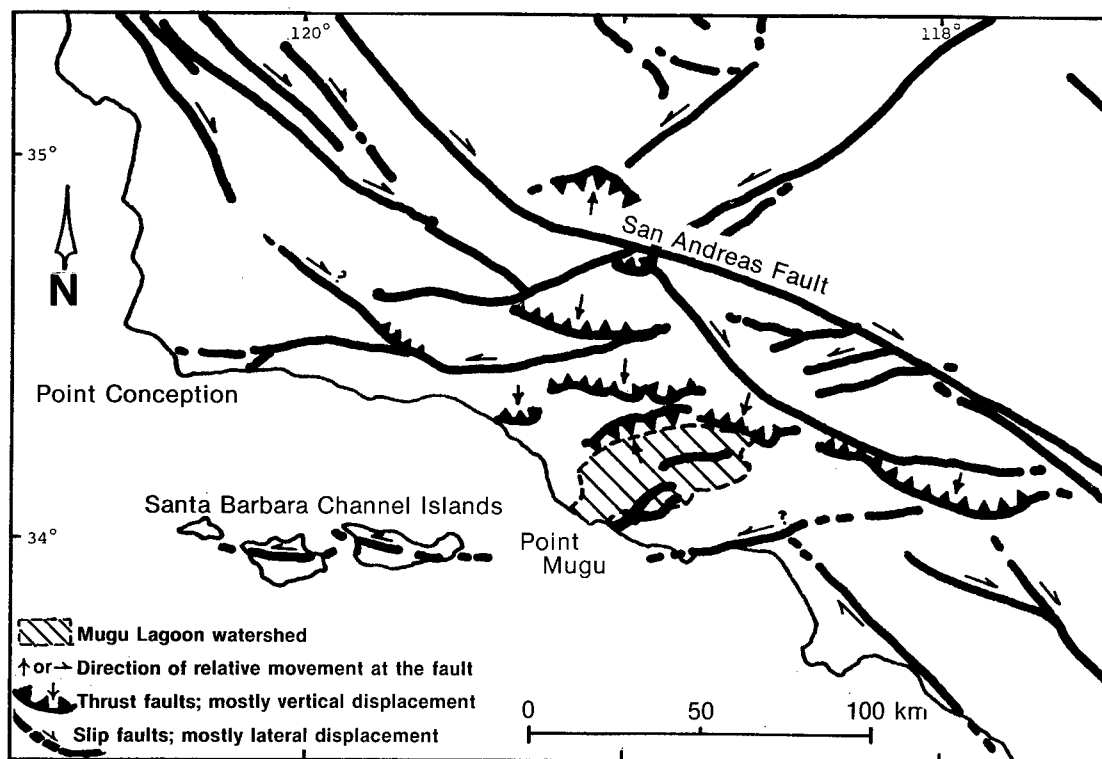 120°
118°
35°
San Andreas Fault
?
N
Point Conception
Santa Barbara Channel Islands
?
34°
Point
Mugu
Mugu Lagoon watershed
↑or→ Direction of relative movement at the fault
Thrust faults; mostly vertical displacement
Slip faults; mostly lateral displacement
0 50 100 km